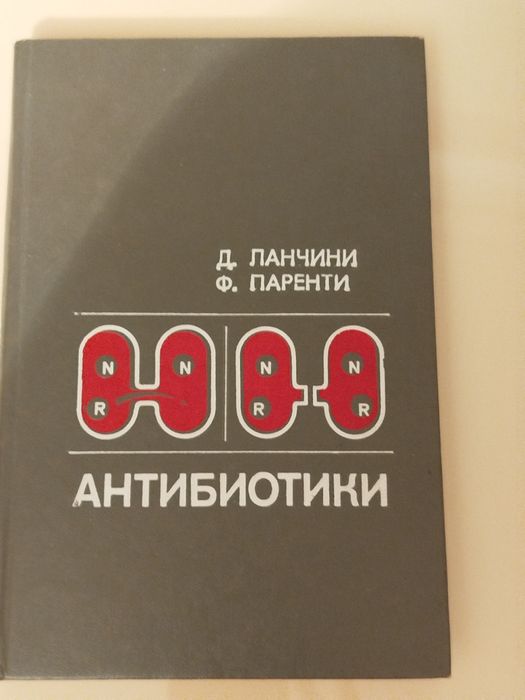 Д. ЛАНЧИНИ
Ф. ПАРЕНТИ
N N N N
R R R
АНТИБИОТИКИ